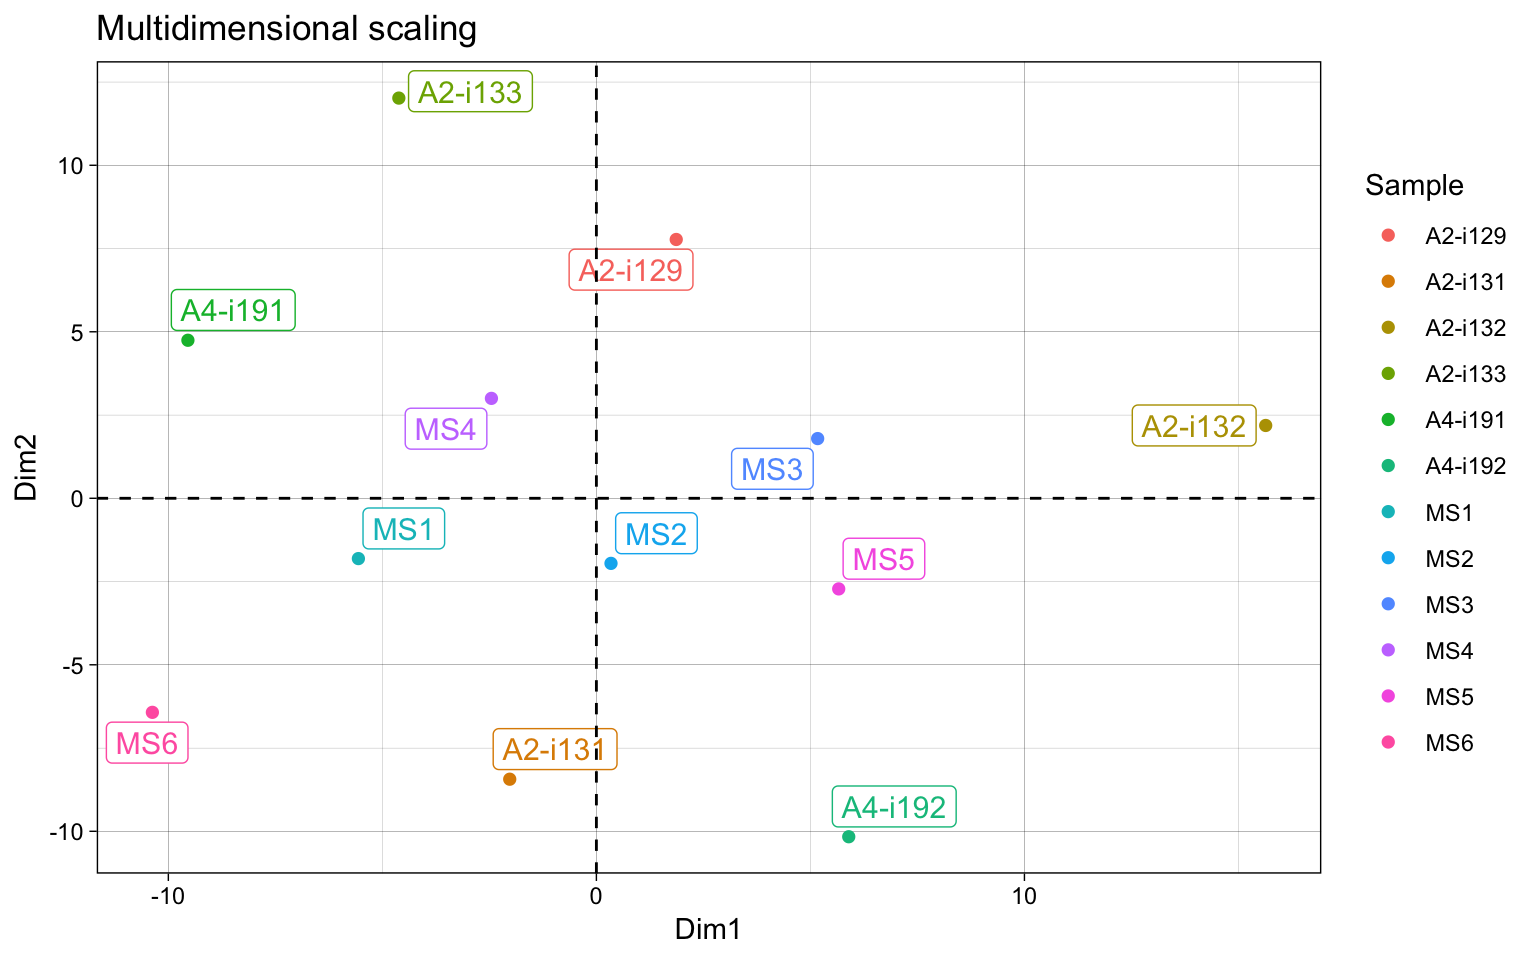 Multidimensional scaling
A2-i133
A2-i129
A4-i191
MS4
A2-i132
MS3
MS1
MS2
MS5
MS6
A2-i131
A4-i192
10
5
0
-5
-10
Dim2
-10
0
10
Dim1
Sample
A2-i129
A2-i131
A2-i132
A2-i133
A4-i191
A4-i192
MS1
MS2
MS3
MS4
MS5
MS6